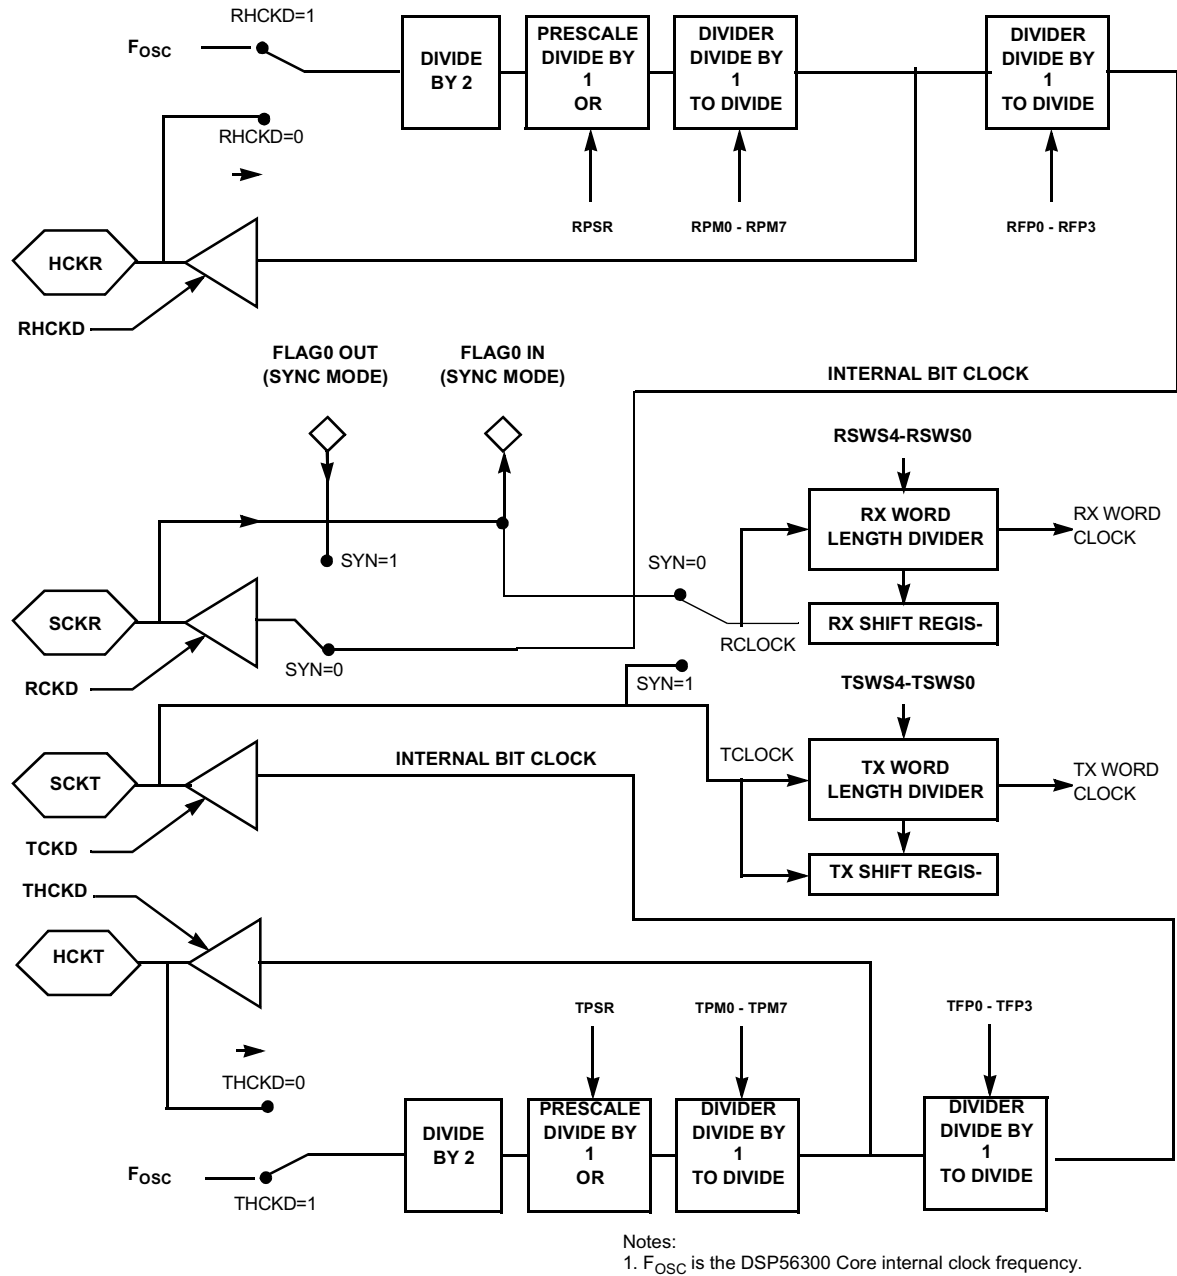 RHCKD=1
FOSC
DIVIDE
BY 2
PRESCALE
DIVIDE BY
1
OR
DIVIDER
DIVIDE BY
1
TO DIVIDE
DIVIDER
DIVIDE BY
1
TO DIVIDE
RHCKD=0
RPSR
RPM0 - RPM7
RFP0 - RFP3
HCKR
RHCKD
FLAG0 OUT
(SYNC MODE)
FLAG0 IN
(SYNC MODE)
INTERNAL BIT CLOCK
RSWS4-RSWS0
RX WORD
LENGTH DIVIDER
RX WORD
CLOCK
SYN=1
SYN=0
SCKR
RX SHIFT REGIS-
RCLOCK
SYN=0
RCKD
SYN=1
TSWS4-TSWS0
INTERNAL BIT CLOCK
TCLOCK
TX WORD
LENGTH DIVIDER
TX WORD
CLOCK
SCKT
TCKD
TX SHIFT REGIS-
THCKD
HCKT
TPSR
TPM0 - TPM7
TFP0 - TFP3
THCKD=0
DIVIDE
BY 2
PRESCALE
DIVIDE BY
1
OR
DIVIDER
DIVIDE BY
1
TO DIVIDE
DIVIDER
DIVIDE BY
1
TO DIVIDE
FOSC
THCKD=1
Notes:
1. FOSC is the DSP56300 Core internal clock frequency.